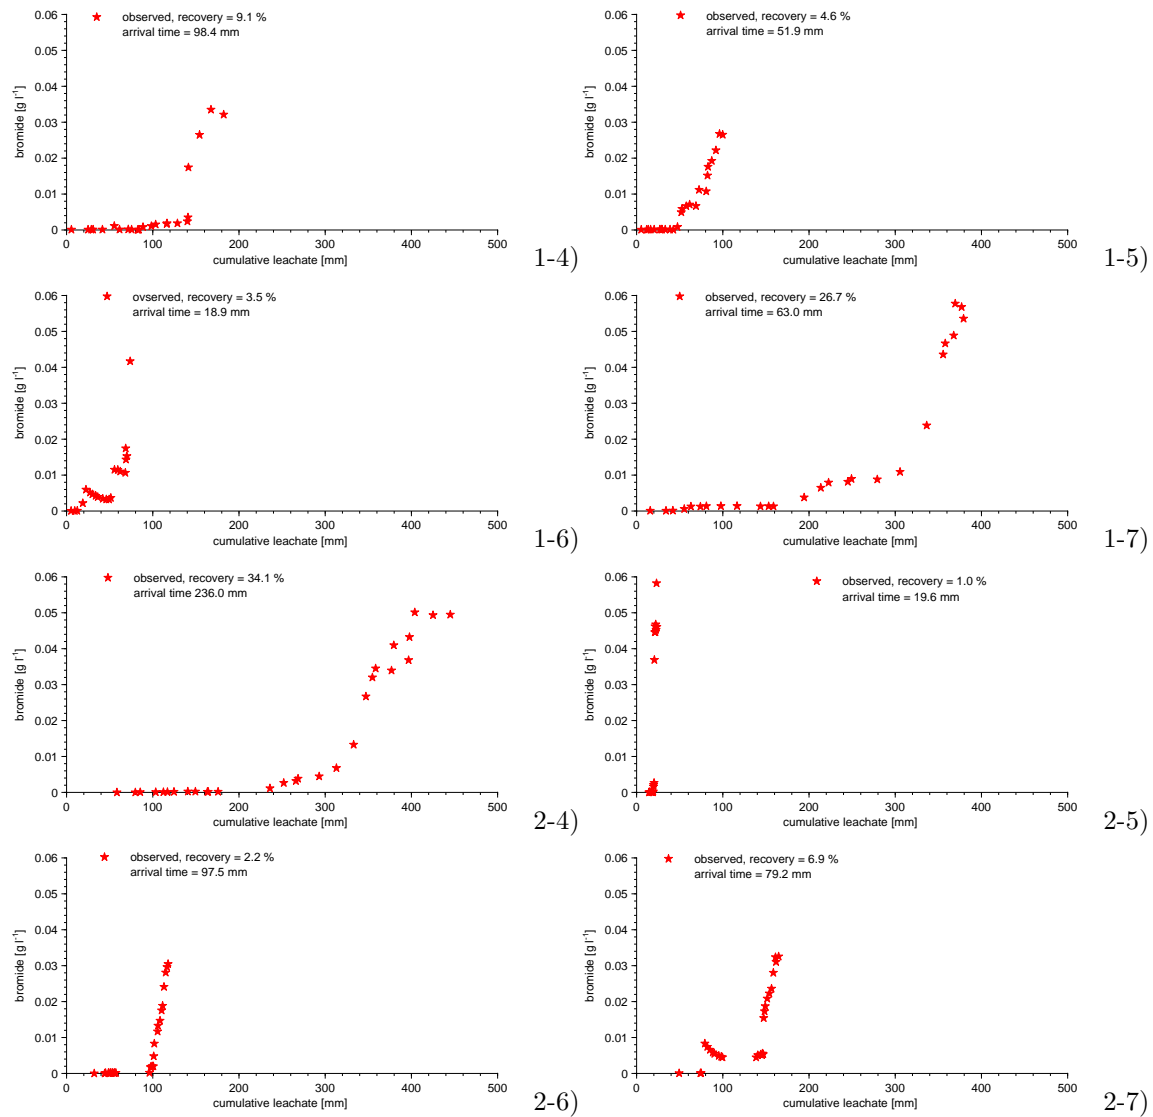 observed, recovery = 9.1 %
arrival time = 98.4 mm
bromide [g l⁻¹]
0.06
0.05
0.04
0.03
0.02
0.01
0
0 100 200 300 400 500
cumulative leachate [mm]
1-4)
observed, recovery = 4.6 %
arrival time = 51.9 mm
bromide [g l⁻¹]
0.06
0.05
0.04
0.03
0.02
0.01
0
0 100 200 300 400 500
cumulative leachate [mm]
1-5)
ovserved, recovery = 3.5 %
arrival time = 18.9 mm
bromide [g l⁻¹]
0.06
0.05
0.04
0.03
0.02
0.01
0
0 100 200 300 400 500
cumulative leachate [mm]
1-6)
observed, recovery = 26.7 %
arrival time = 63.0 mm
bromide [g l⁻¹]
0.06
0.05
0.04
0.03
0.02
0.01
0
0 100 200 300 400 500
cumulative leachate [mm]
1-7)
observed, recovery = 34.1 %
arrival time 236.0 mm
bromide [g l⁻¹]
0.06
0.05
0.04
0.03
0.02
0.01
0
0 100 200 300 400 500
cumulative leachate [mm]
2-4)
observed, recovery = 1.0 %
arrival time = 19.6 mm
bromide [g l⁻¹]
0.06
0.05
0.04
0.03
0.02
0.01
0
0 100 200 300 400 500
cumulative leachate [mm]
2-5)
observed, recovery = 2.2 %
arrival time = 97.5 mm
bromide [g l⁻¹]
0.06
0.05
0.04
0.03
0.02
0.01
0
0 100 200 300 400 500
cumulative leachate [mm]
2-6)
observed, recovery = 6.9 %
arrival time = 79.2 mm
bromide [g l⁻¹]
0.06
0.05
0.04
0.03
0.02
0.01
0
0 100 200 300 400 500
cumulative leachate [mm]
2-7)